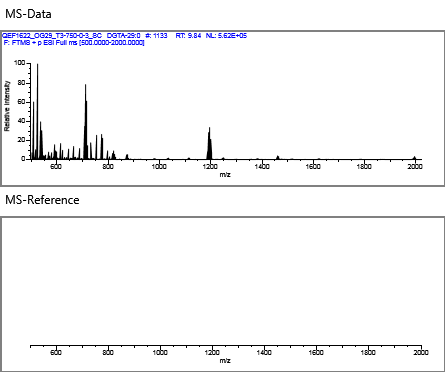 MS-Data
QEF1622_OG29_T3-750-0-3_BC DGTA-29:0 #: 1133 RT: 9.84 NL: 5.62E+05
F: FTMS + p ESI Full ms [500.0000-2000.0000]
100
80
60
40
20
0
Relative Intensity
600 800 1000 1200 1400 1600 1800 2000
m/z
MS-Reference
600 800 1000 1200 1400 1600 1800 2000
m/z